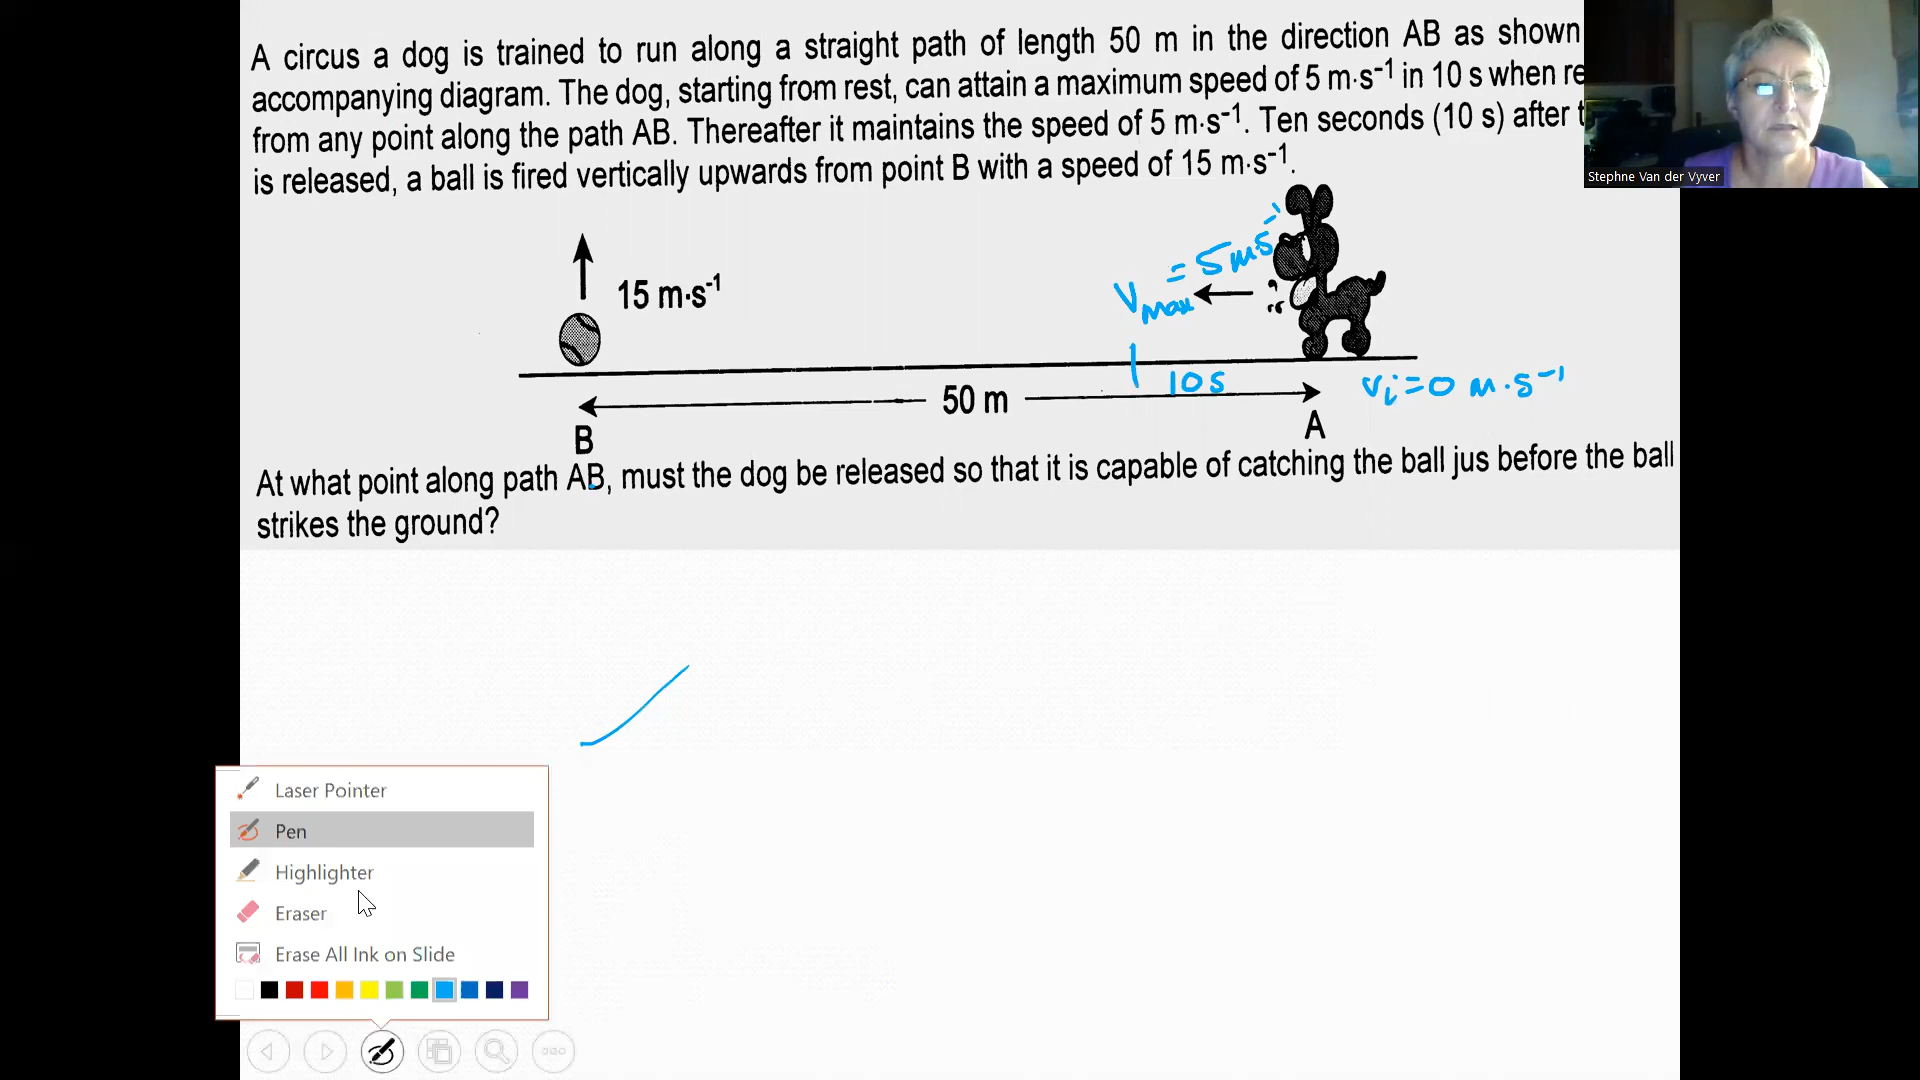 A circus a dog is trained to run along a straight path of length 50 m in the direction AB as shown
accompanying diagram. The dog, starting from rest, can attain a maximum speed of 5 m·s⁻¹ in 10 s when re
from any point along the path AB. Thereafter it maintains the speed of 5 m·s⁻¹. Ten seconds (10 s) after t
is released, a ball is fired vertically upwards from point B with a speed of 15 m·s⁻¹.
Stephne Van der Vyver
15 m·s⁻¹
Vmax = 5 m s⁻¹
10 s
vi = 0 m·s⁻¹
50 m
B
A
At what point along path AB, must the dog be released so that it is capable of catching the ball jus before the ball
strikes the ground?
Laser Pointer
Pen
Highlighter
Eraser
Erase All Ink on Slide